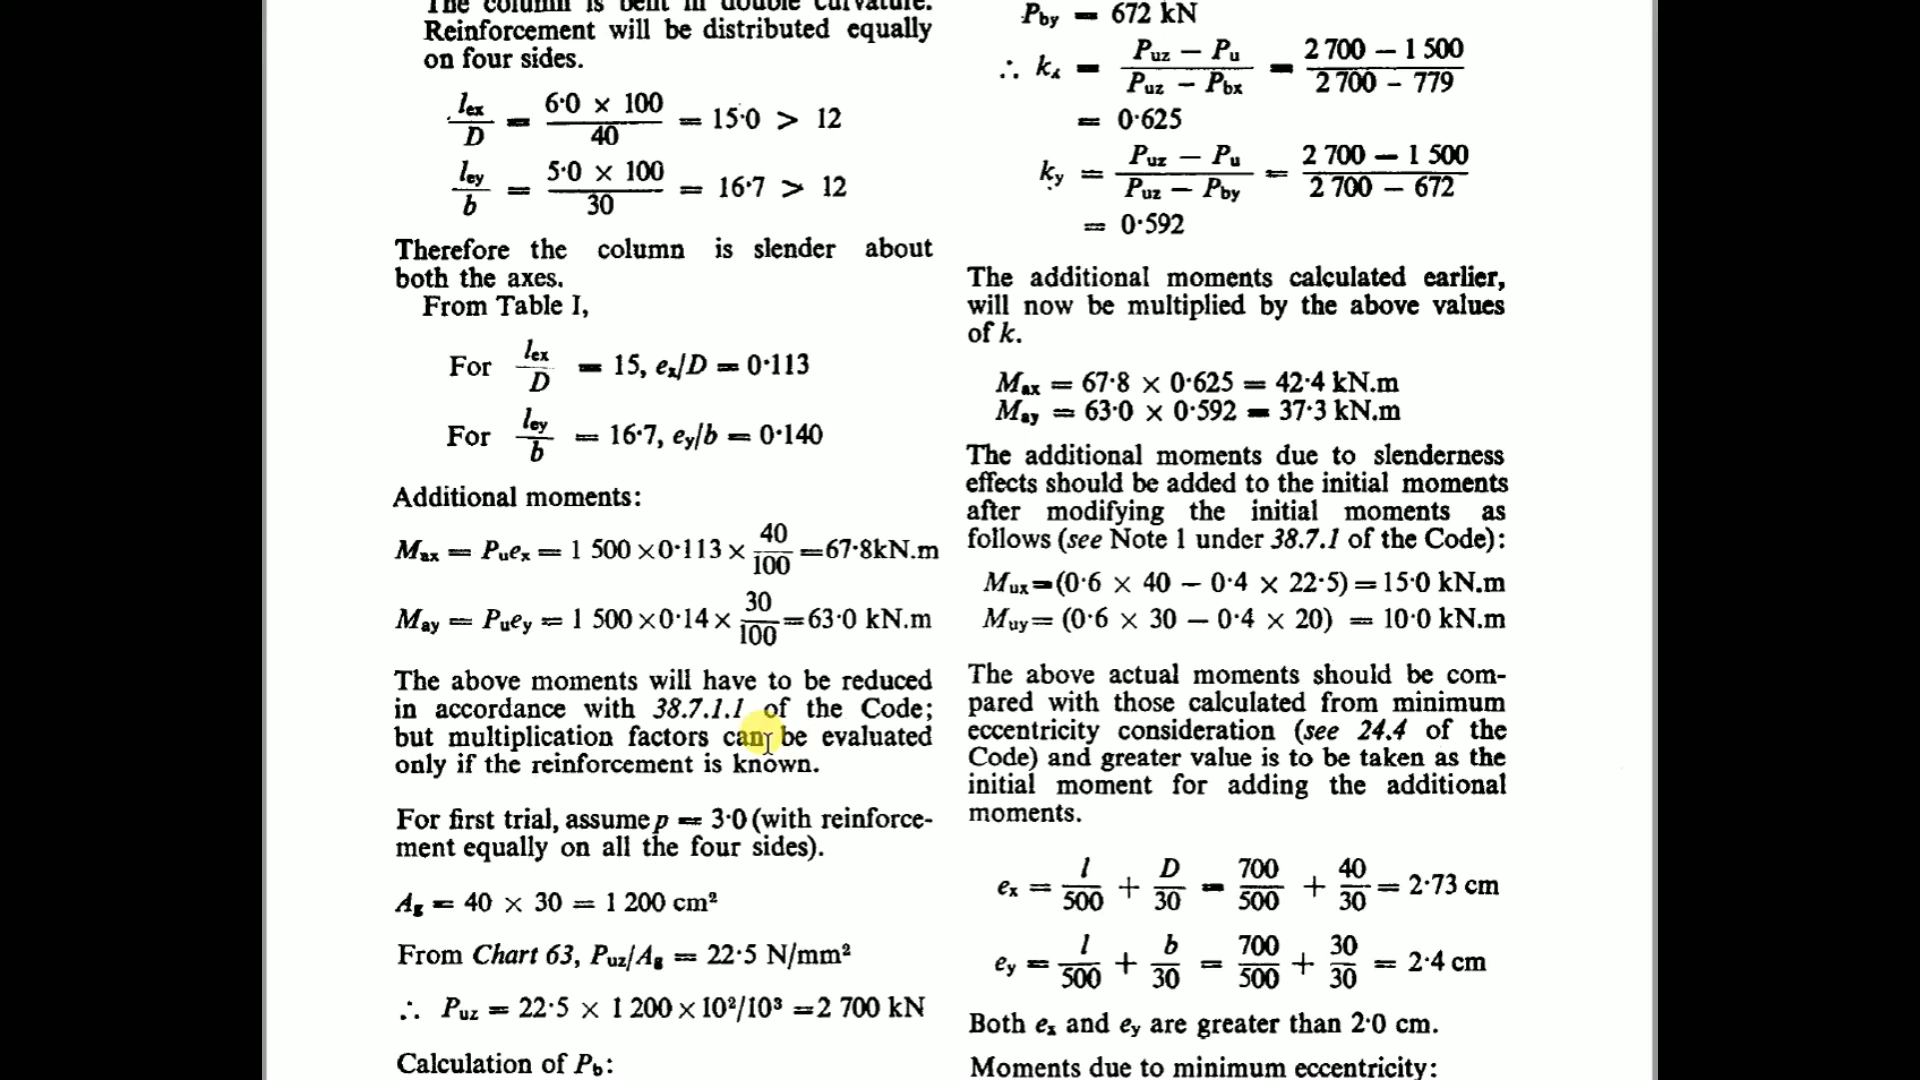 The column is bent in double curvature.
Reinforcement will be distributed equally
on four sides.
lex/D = 6·0 × 100/40 = 15·0 > 12
ley/b = 5·0 × 100/30 = 16·7 > 12
Therefore the column is slender about
both the axes.
From Table I,
For lex/D = 15, ex/D = 0·113
For ley/b = 16·7, ey/b = 0·140
Additional moments:
Max = Puex = 1 500 ×0·113 × 40/100 =67·8kN.m
May = Puey = 1 500 ×0·14 × 30/100 =63·0 kN.m
The above moments will have to be reduced
in accordance with 38.7.1.1 of the Code;
but multiplication factors can be evaluated
only if the reinforcement is known.
For first trial, assume p = 3·0 (with reinforce-
ment equally on all the four sides).
Ag = 40 × 30 = 1 200 cm²
From Chart 63, Puz/Ag = 22·5 N/mm²
∴ Puz = 22·5 × 1 200 × 10²/10³ =2 700 kN
Calculation of Pb:
Pby = 672 kN
∴ kx = Puz − Pu/Puz − Pbx = 2 700 − 1 500/2 700 − 779
= 0·625
ky = Puz − Pu/Puz − Pby = 2 700 − 1 500/2 700 − 672
= 0·592
The additional moments calculated earlier,
will now be multiplied by the above values
of k.
Max = 67·8 × 0·625 = 42·4 kN.m
May = 63·0 × 0·592 = 37·3 kN.m
The additional moments due to slenderness
effects should be added to the initial moments
after modifying the initial moments as
follows (see Note 1 under 38.7.1 of the Code):
Mux=(0·6 × 40 − 0·4 × 22·5) = 15·0 kN.m
Muy= (0·6 × 30 − 0·4 × 20) = 10·0 kN.m
The above actual moments should be com-
pared with those calculated from minimum
eccentricity consideration (see 24.4 of the
Code) and greater value is to be taken as the
initial moment for adding the additional
moments.
ex = l/500 + D/30 = 700/500 + 40/30 = 2·73 cm
ey = l/500 + b/30 = 700/500 + 30/30 = 2·4 cm
Both ex and ey are greater than 2·0 cm.
Moments due to minimum eccentricity: